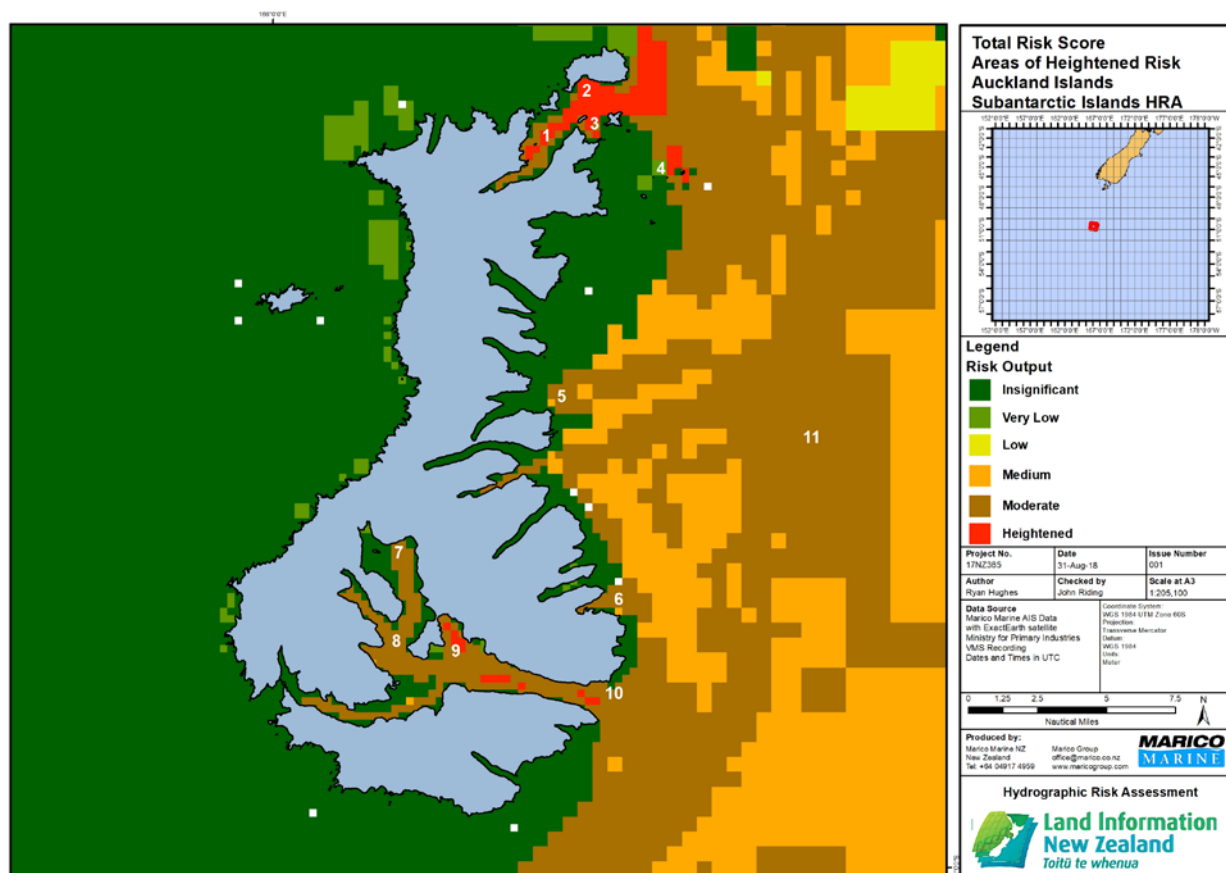 166°0'0"E
2
1
3
4
5
11
7
6
8
9
10
Total Risk Score
Areas of Heightened Risk
Auckland Islands
Subantarctic Islands HRA
Legend
Risk Output
Insignificant
Very Low
Low
Medium
Moderate
Heightened
Project No.
17NZ385
Date
31-Aug-18
Issue Number
001
Author
Ryan Hughes
Checked by
John Riding
Scale at A3
1:205,100
Data Source
Marico Marine AIS Data
with ExactEarth satellite
Ministry for Primary Industries
VMS Recording
Dates and Times in UTC
Coordinate System:
WGS 1984 UTM Zone 60S
Projection:
Transverse Mercator
Datum:
WGS 1984
Units:
Meter
0 1.25 2.5 5 7.5
Nautical Miles
N
Produced by:
Marico Marine NZ
New Zealand
Tel: +64 04917 4959
Marico Group
office@marico.co.nz
www.maricogroup.com
MARICO
MARINE
Hydrographic Risk Assessment
Land Information
New Zealand
Toitū te whenua